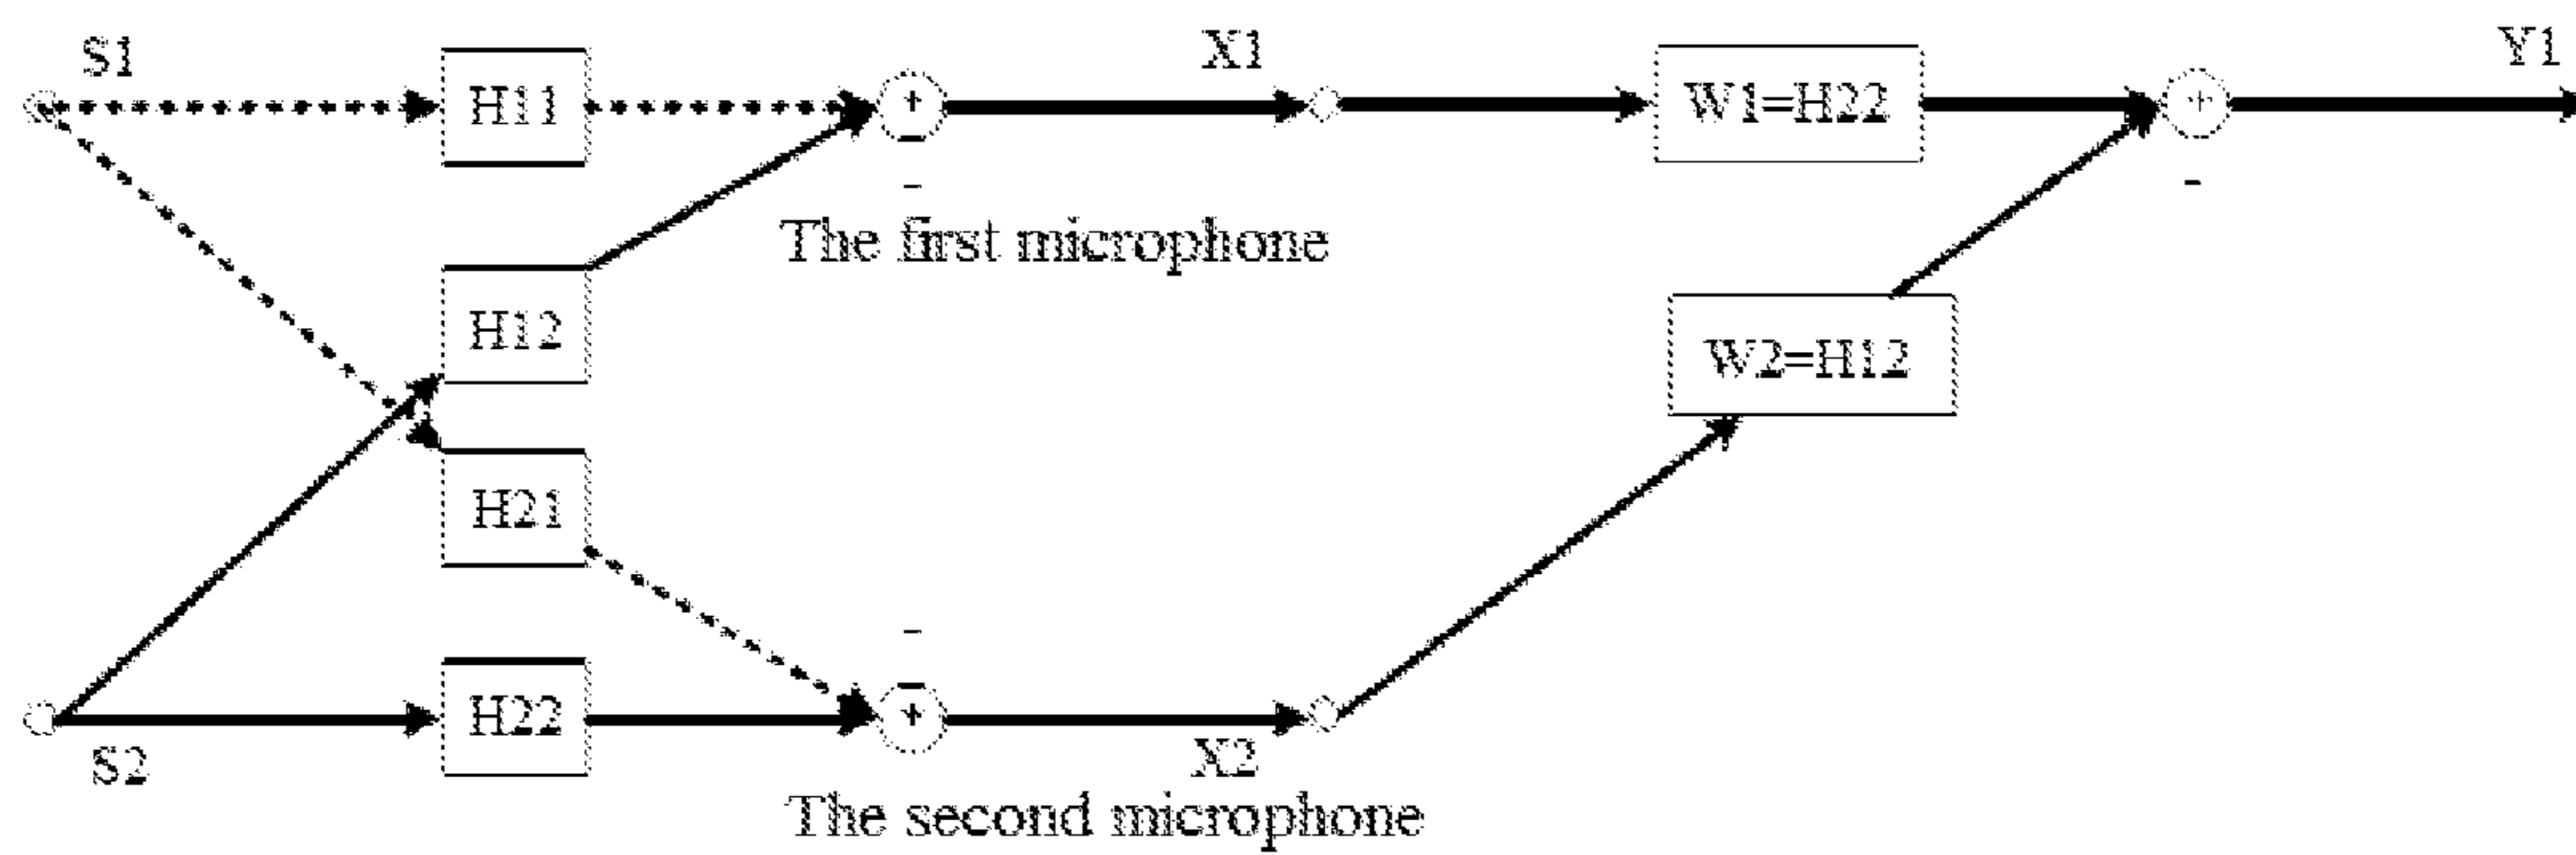 S1
H11
+
-
X1
W1=H22
+
-
Y1
The first microphone
H12
W2=H12
H21
-
H22
+
S2
X2
The second microphone